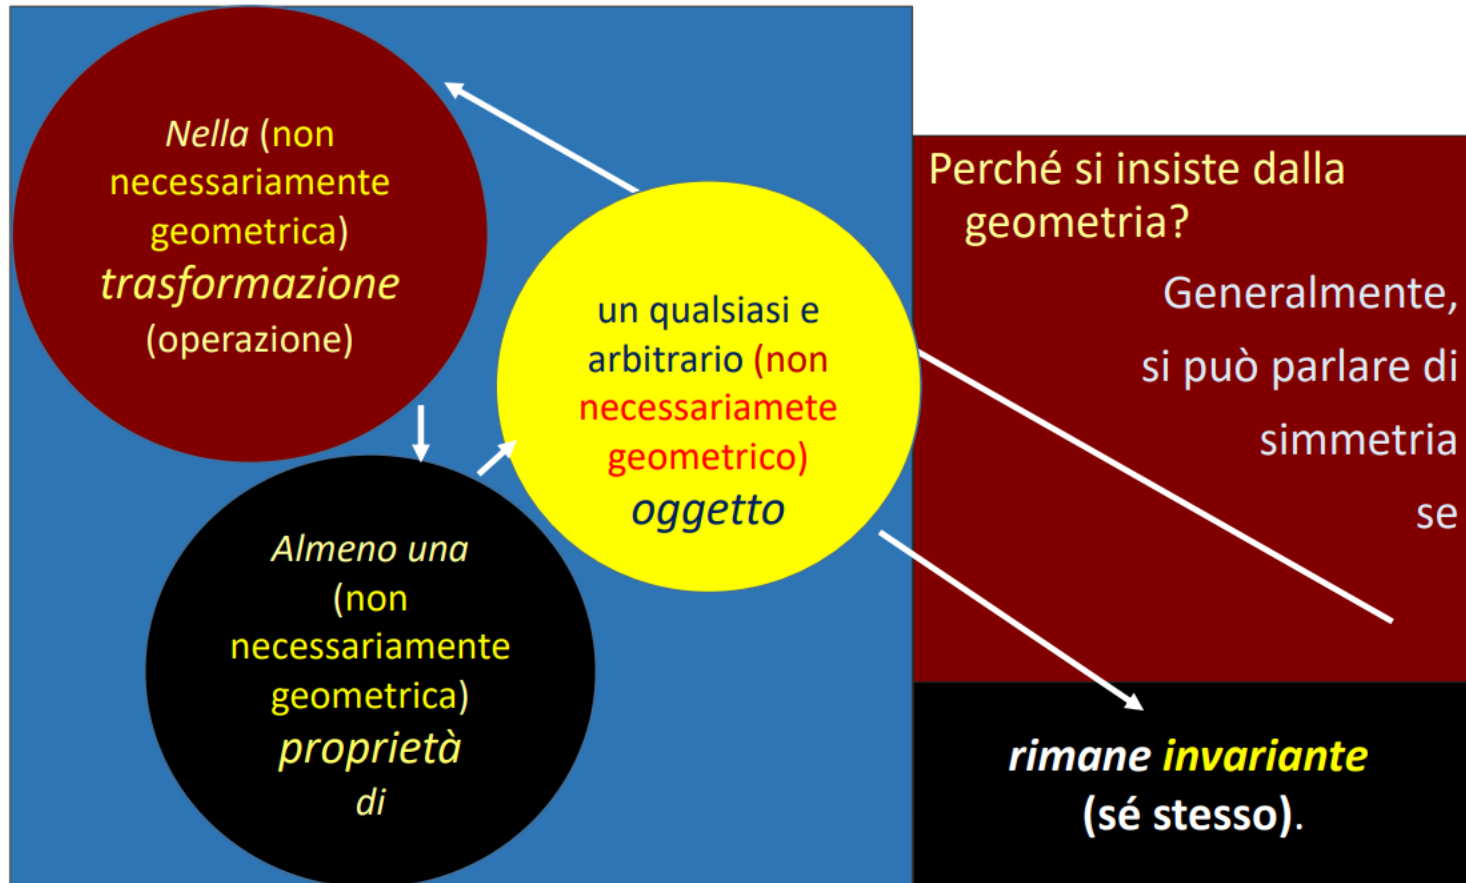 Perché si insiste dalla
geometria?
Generalmente,
si può parlare di
simmetria
se
Nella (non
necessariamente
geometrica)
trasformazione
(operazione)
Almeno una
(non
necessariamente
geometrica)
proprietà
di
un qualsiasi e
arbitrario (non
necessariamete
geometrico)
oggetto
rimane invariante
(sé stesso).